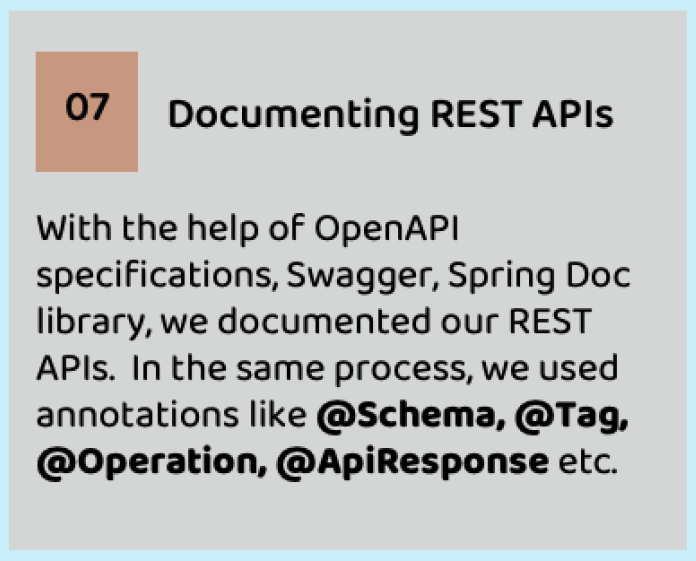 07
Documenting REST APIs
With the help of OpenAPI
specifications, Swagger, Spring Doc
library, we documented our REST
APIs.  In the same process, we used
annotations like @Schema, @Tag,
@Operation, @ApiResponse etc.